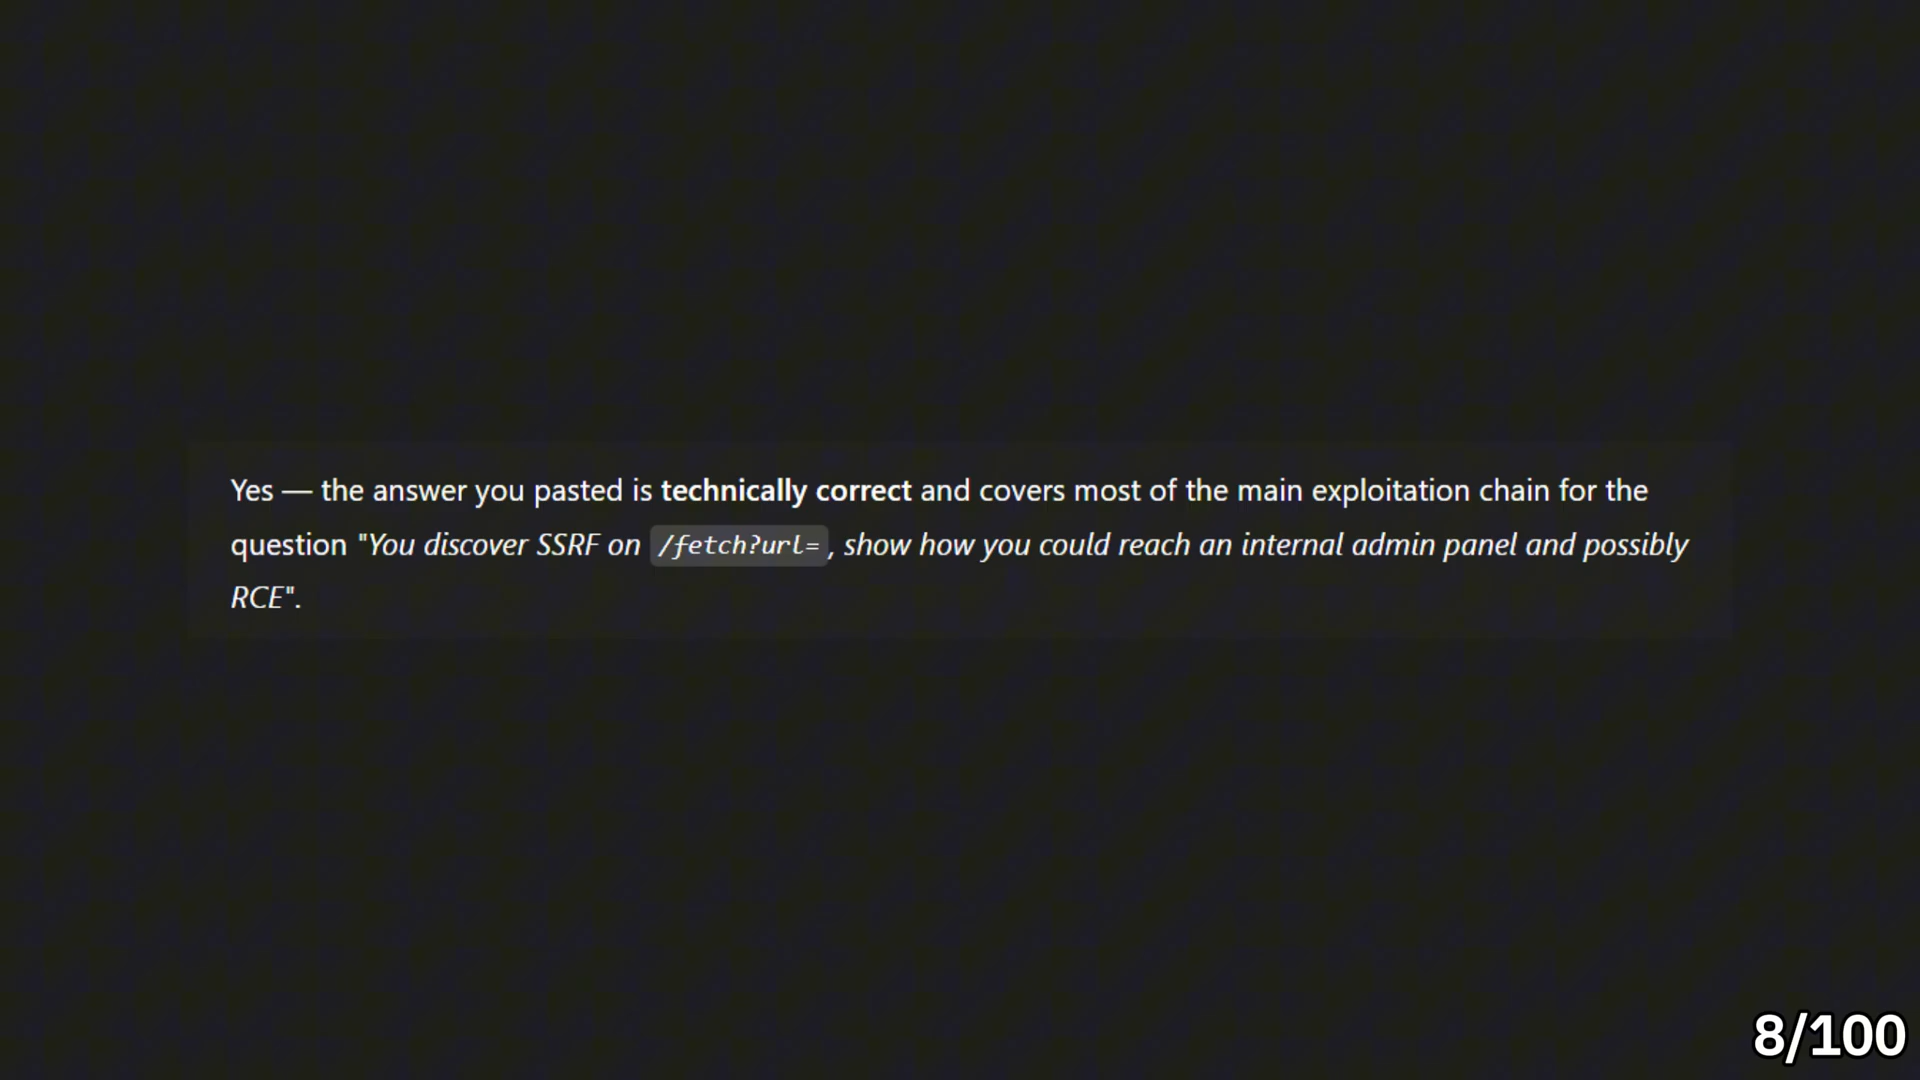 Yes — the answer you pasted is technically correct and covers most of the main exploitation chain for the
question "You discover SSRF on /fetch?url= , show how you could reach an internal admin panel and possibly
RCE".
8/100